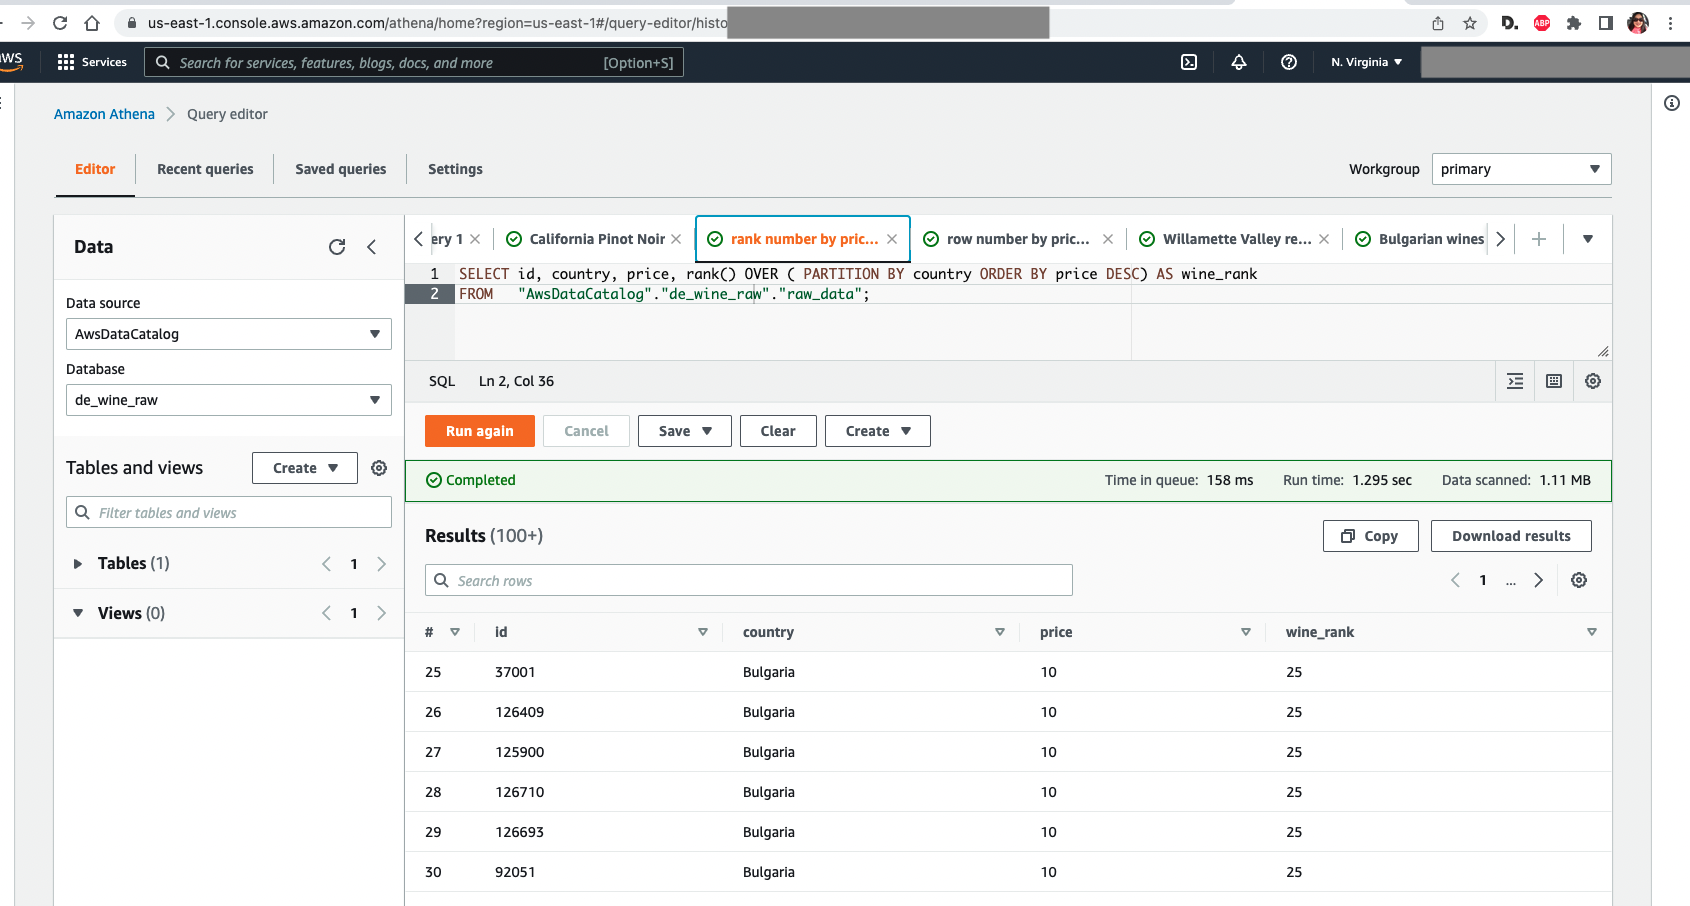 us-east-1.console.aws.amazon.com/athena/home?region=us-east-1#/query-editor/histo
D.
ABP
aws
Services
Search for services, features, blogs, docs, and more
[Option+S]
N. Virginia
Amazon Athena
Query editor
Editor
Recent queries
Saved queries
Settings
Workgroup
primary
Data
Data source
AwsDataCatalog
Database
de_wine_raw
Tables and views
Create
Filter tables and views
Tables (1)
1
Views (0)
1
ery 1
California Pinot Noir
rank number by pric...
row number by pric...
Willamette Valley re...
Bulgarian wines
1 SELECT id, country, price, rank() OVER ( PARTITION BY country ORDER BY price DESC) AS wine_rank
2 FROM "AwsDataCatalog"."de_wine_raw"."raw_data";
SQL Ln 2, Col 36
Run again
Cancel
Save
Clear
Create
Completed
Time in queue: 158 ms
Run time: 1.295 sec
Data scanned: 1.11 MB
Results (100+)
Copy
Download results
Search rows
1 ...
# id country price wine_rank
25 37001 Bulgaria 10 25
26 126409 Bulgaria 10 25
27 125900 Bulgaria 10 25
28 126710 Bulgaria 10 25
29 126693 Bulgaria 10 25
30 92051 Bulgaria 10 25